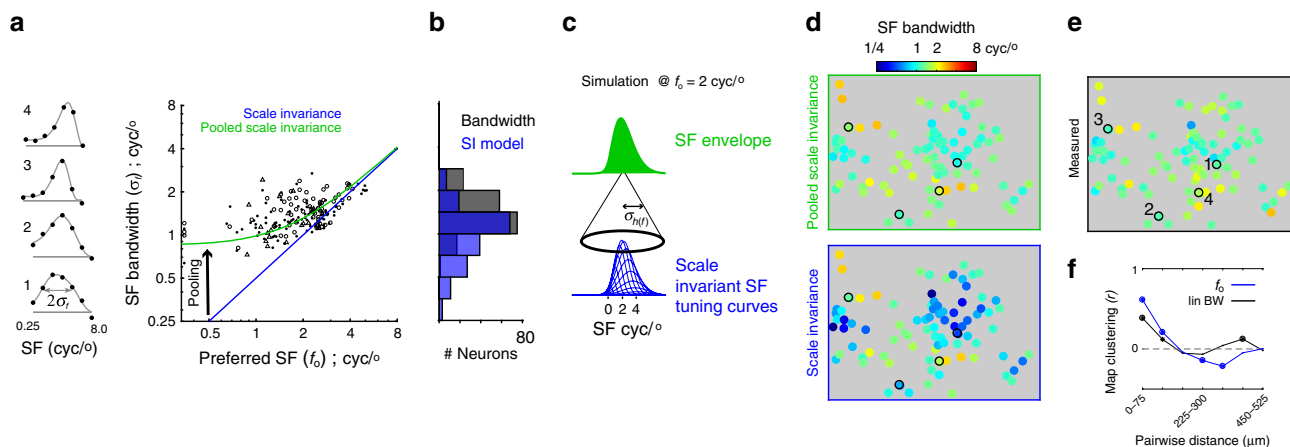 a
4
3
2
1
2σf
0.25
8.0
SF (cyc/°)
SF bandwidth (σf) ; cyc/°
8
4
2
1
0.5
0.25
Scale invariance
Pooled scale invariance
Pooling
0.5
1
2
4
8
Preferred SF (fo) ; cyc/°
b
Bandwidth
SI model
80
# Neurons
c
Simulation @ fo = 2 cyc/°
SF envelope
σh(f)
Scale
invariant SF
tuning curves
0 2 4
SF cyc/°
d
SF bandwidth
1/4 1 2 8 cyc/°
Pooled scale invariance
Scale invariance
e
Measured
3
1
4
2
f
Map clustering (r)
1
0
fo
lin BW
0–75
225–300
450–525
Pairwise distance (μm)